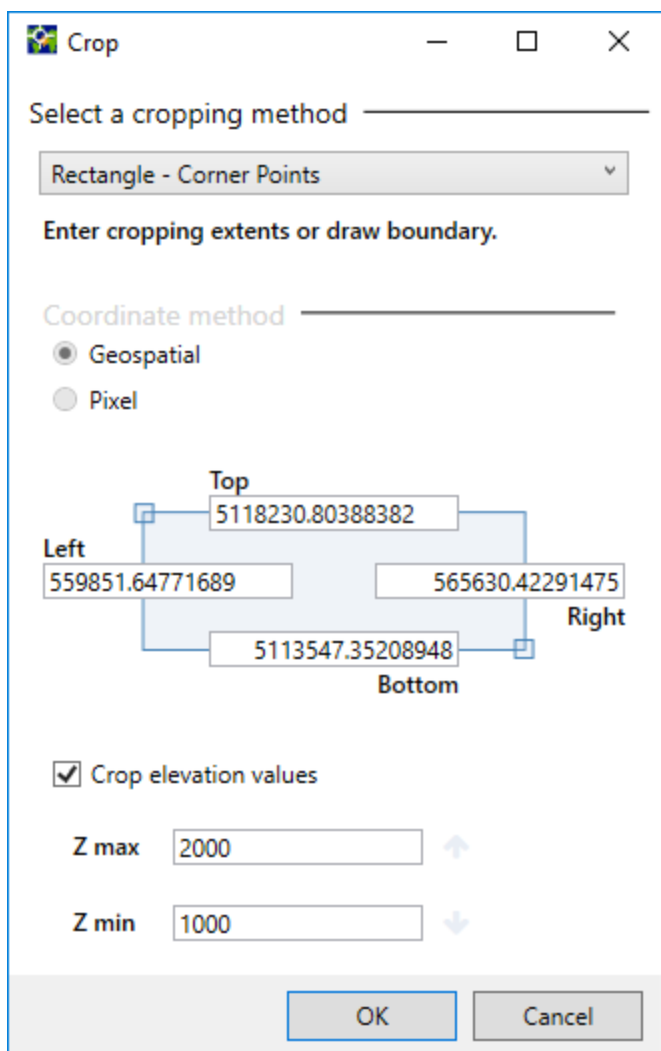 Crop
Select a cropping method
Rectangle - Corner Points
Enter cropping extents or draw boundary.
Coordinate method
Geospatial
Pixel
Top
5118230.80388382
Left
559851.64771689
565630.42291475
Right
5113547.35208948
Bottom
Crop elevation values
Z max
2000
Z min
1000
OK
Cancel